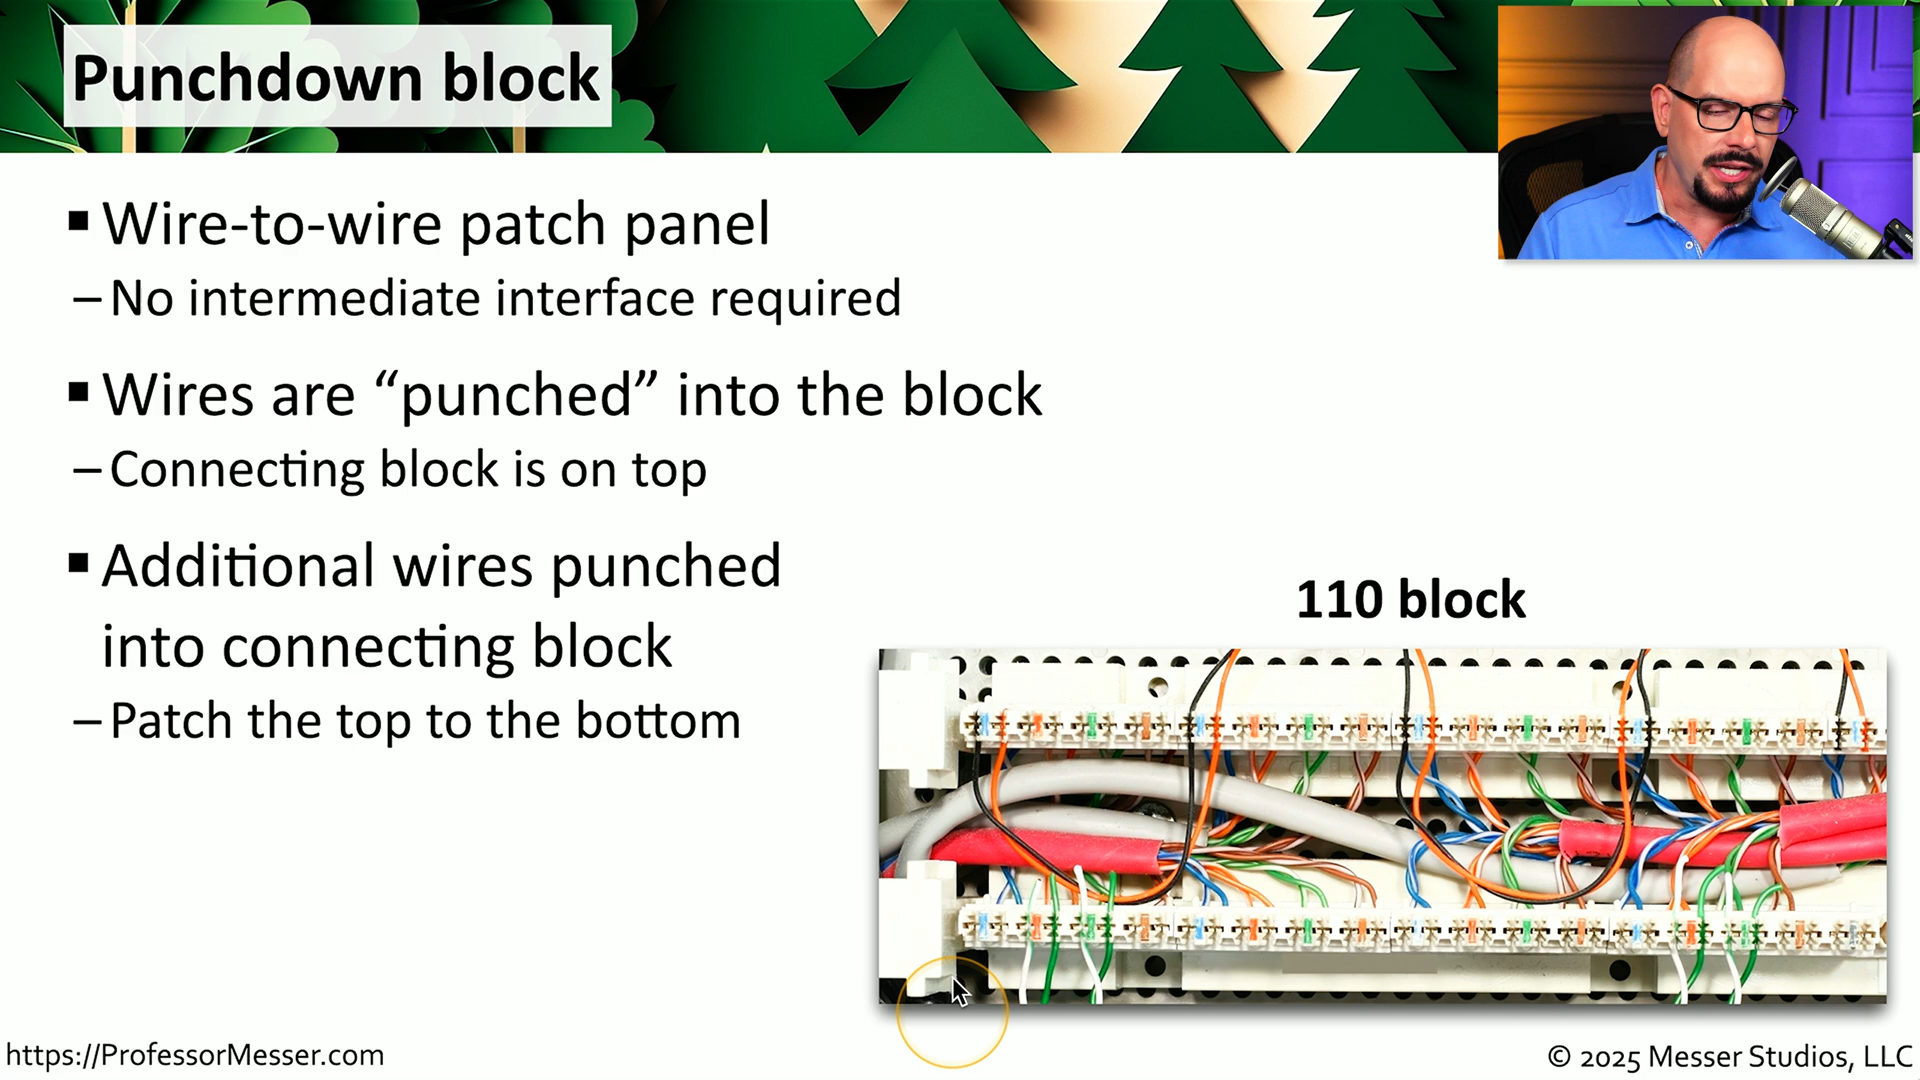 Punchdown block
▪ Wire-to-wire patch panel
– No intermediate interface required
▪ Wires are “punched” into the block
– Connecting block is on top
▪ Additional wires punched
into connecting block
– Patch the top to the bottom
110 block
https://ProfessorMesser.com
© 2025 Messer Studios, LLC